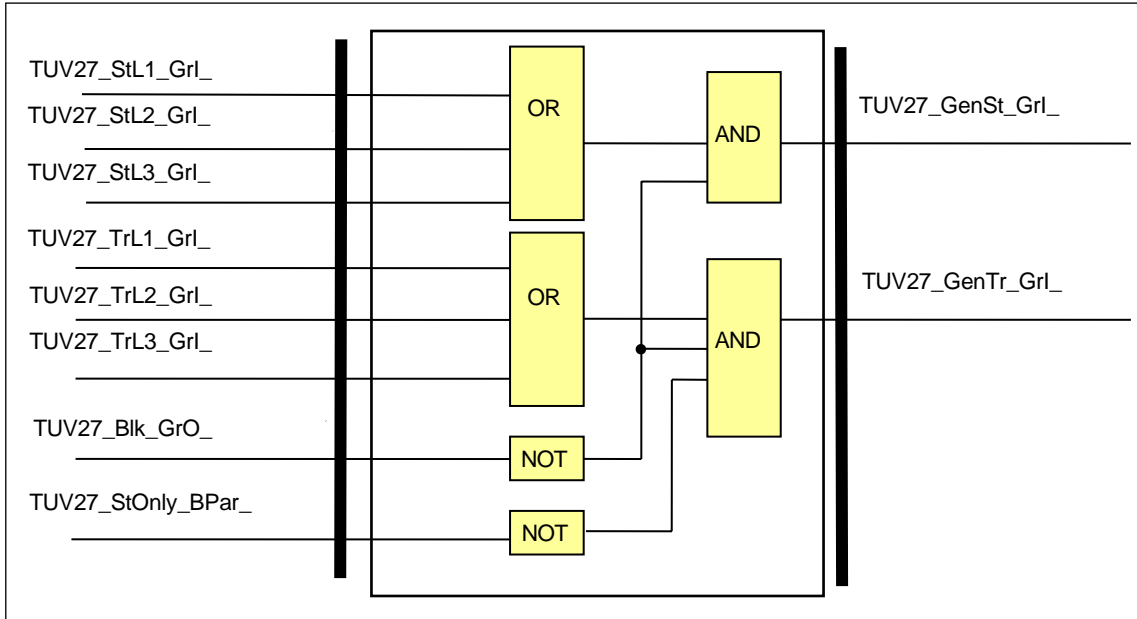 TUV27_StL1_GrI_
TUV27_StL2_GrI_
TUV27_StL3_GrI_
TUV27_TrL1_GrI_
TUV27_TrL2_GrI_
TUV27_TrL3_GrI_
TUV27_Blk_GrO_
TUV27_StOnly_BPar_
OR
OR
NOT
NOT
AND
AND
TUV27_GenSt_GrI_
TUV27_GenTr_GrI_